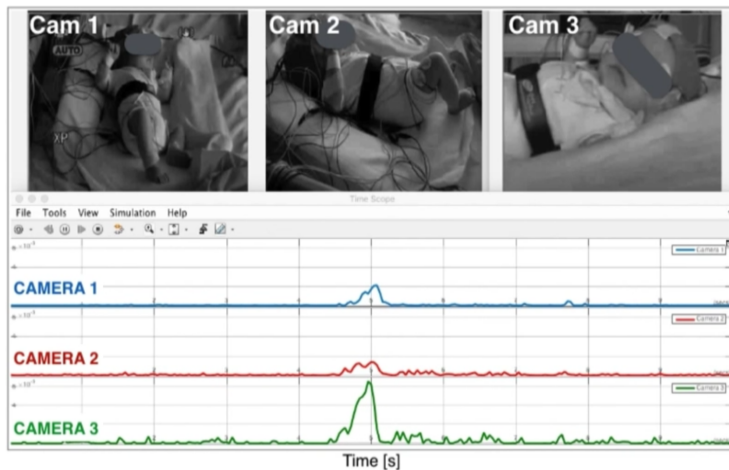 Cam 1
Cam 2
Cam 3
AUTO
XP
Time Scope
File Tools View Simulation Help
Camera 1
CAMERA 1
Camera 2
CAMERA 2
Camera 3
CAMERA 3
Time [s]